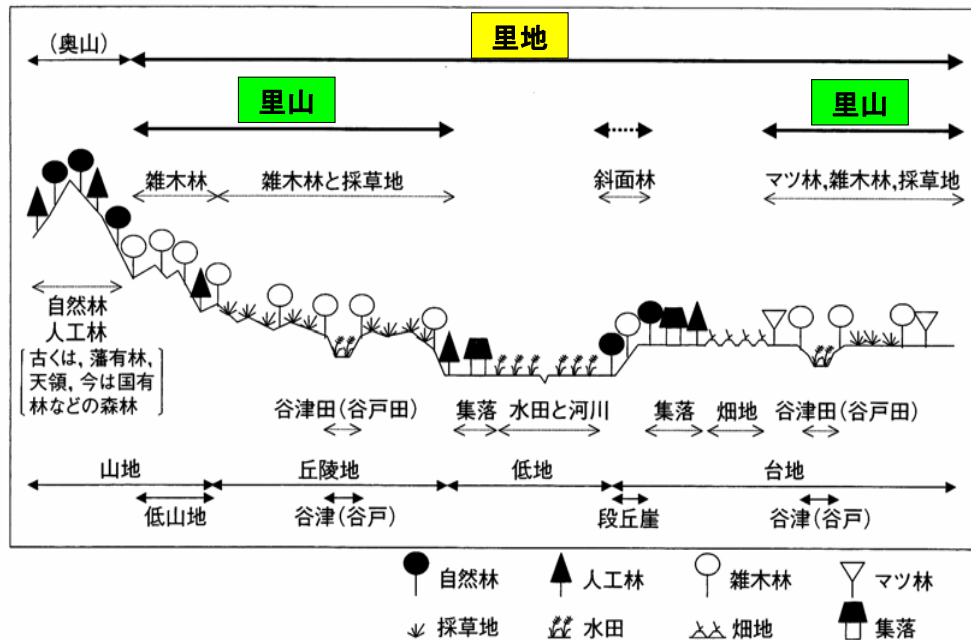 (奥山)
里地
里山
里山
雑木林
雑木林と採草地
斜面林
マツ林,雑木林,採草地
自然林
人工林
古くは,藩有林,
天領,今は国有
林などの森林
谷津田(谷戸田)
集落
水田と河川
集落
畑地
谷津田(谷戸田)
山地
丘陵地
低地
台地
低山地
谷津(谷戸)
段丘崖
谷津(谷戸)
自然林
人工林
雑木林
マツ林
採草地
水田
畑地
集落